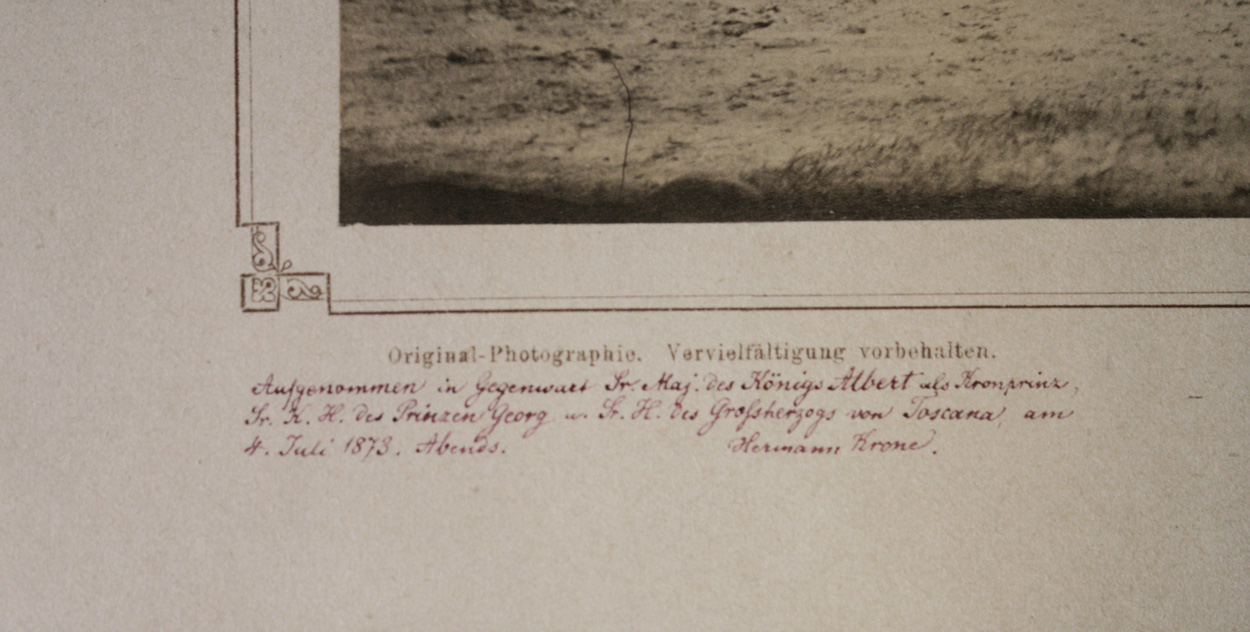 Original-Photographie. Vervielfältigung vorbehalten.
Aufgenommen in Gegenwart Sr. Maj. des Königs Albert als Kronprinz,
Sr. K. H. des Prinzen Georg u. Sr. H. des Großherzogs von Toscana, am
4. Juli 1873. Abends. Hermann Krone.